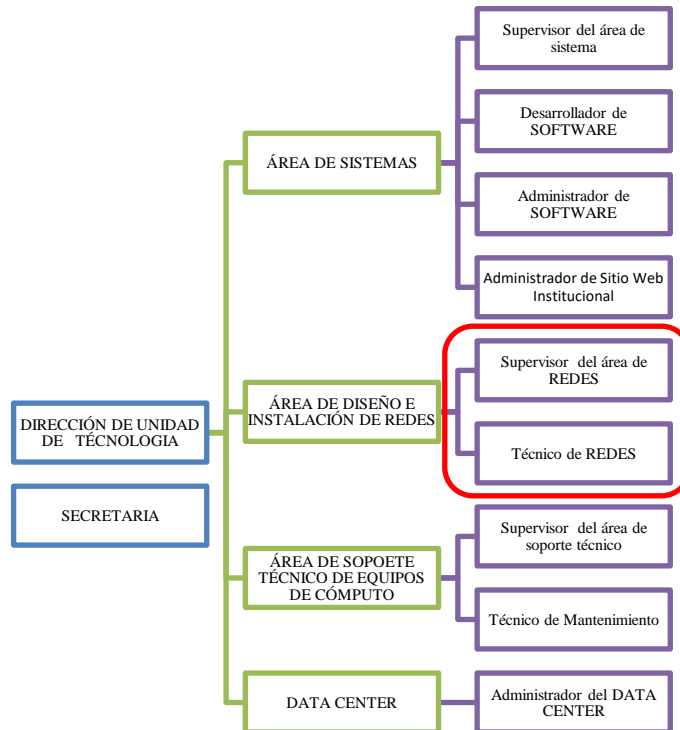 Supervisor del área de
sistema
Desarrollador de
SOFTWARE
ÁREA DE SISTEMAS
Administrador de
SOFTWARE
Administrador de Sitio Web
Institucional
Supervisor del área de
REDES
ÁREA DE DISEÑO E
INSTALACIÓN DE REDES
DIRECCIÓN DE UNIDAD
DE TÉCNOLOGIA
Técnico de REDES
SECRETARIA
Supervisor del área de
soporte técnico
ÁREA DE SOPOETE
TÉCNICO DE EQUIPOS
DE CÓMPUTO
Técnico de Mantenimiento
DATA CENTER
Administrador del DATA
CENTER